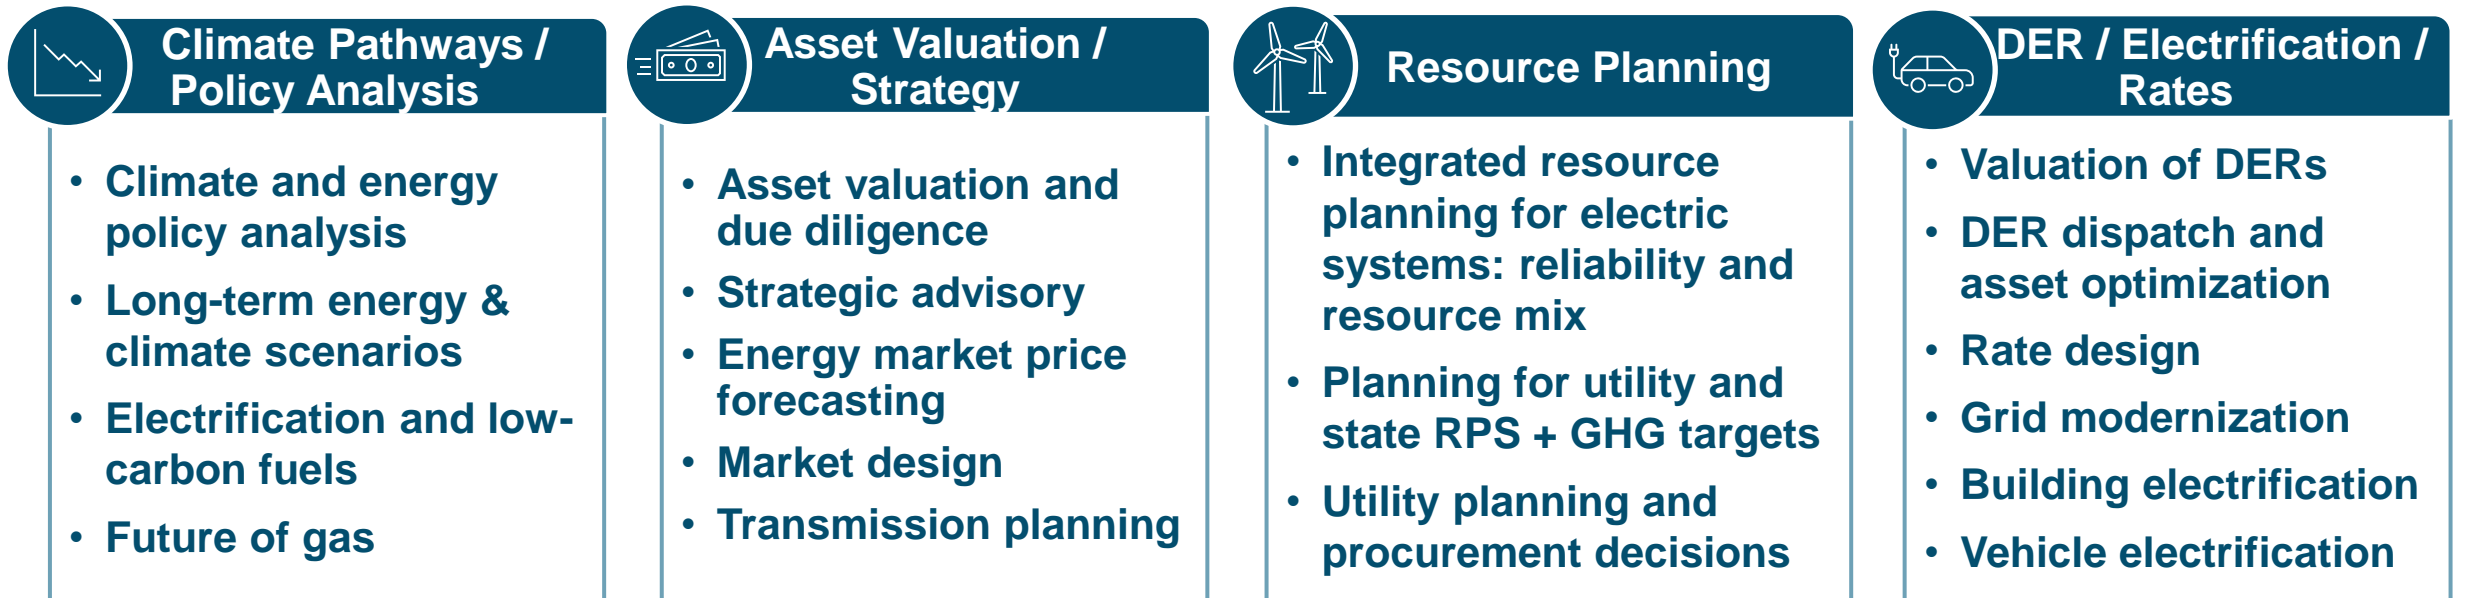 Climate Pathways /
Policy Analysis
• Climate and energy
policy analysis
• Long-term energy &
climate scenarios
• Electrification and low-
carbon fuels
• Future of gas
Asset Valuation /
Strategy
• Asset valuation and
due diligence
• Strategic advisory
• Energy market price
forecasting
• Market design
• Transmission planning
Resource Planning
• Integrated resource
planning for electric
systems: reliability and
resource mix
• Planning for utility and
state RPS + GHG targets
• Utility planning and
procurement decisions
DER / Electrification /
Rates
• Valuation of DERs
• DER dispatch and
asset optimization
• Rate design
• Grid modernization
• Building electrification
• Vehicle electrification